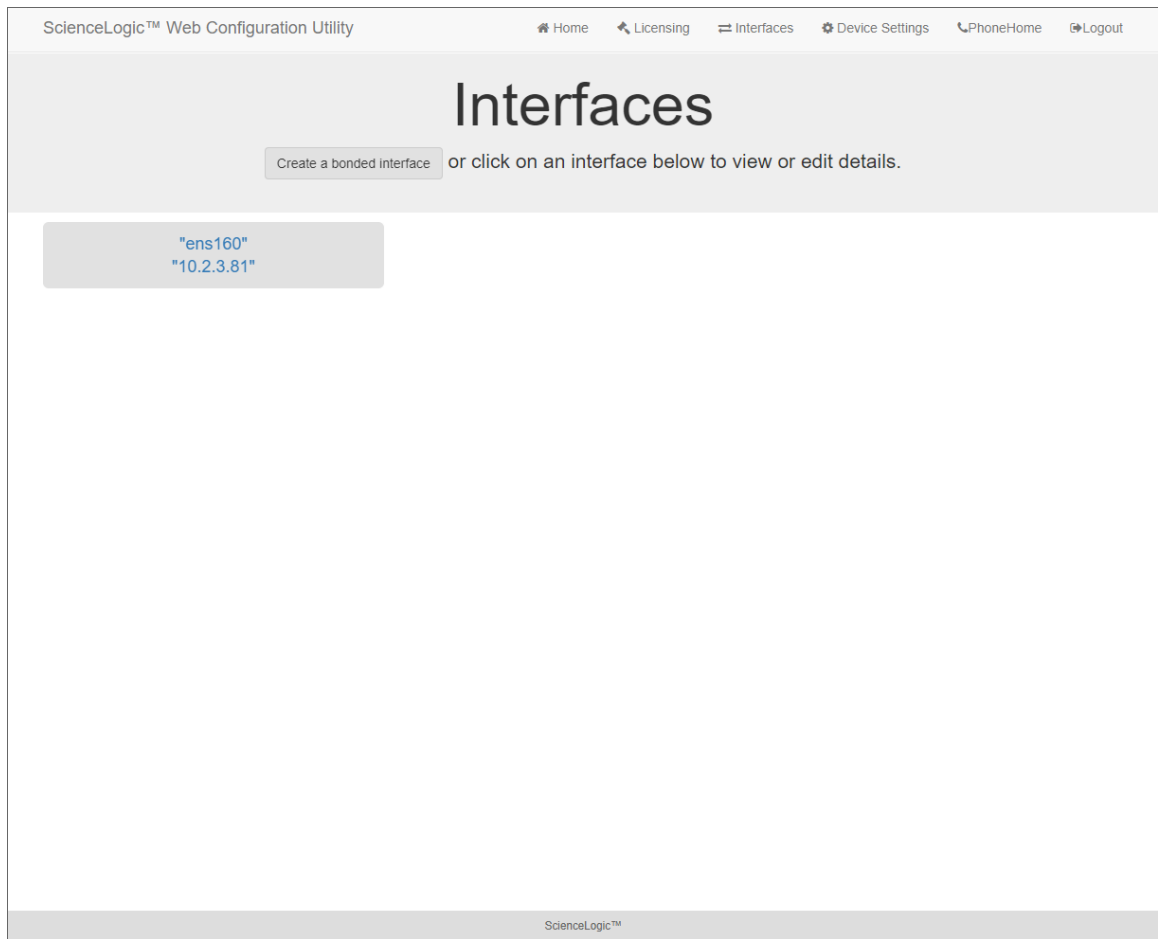 ScienceLogic™ Web Configuration Utility
Home Licensing Interfaces Device Settings PhoneHome Logout
Interfaces
Create a bonded interface or click on an interface below to view or edit details.
"ens160"
"10.2.3.81"
ScienceLogic™